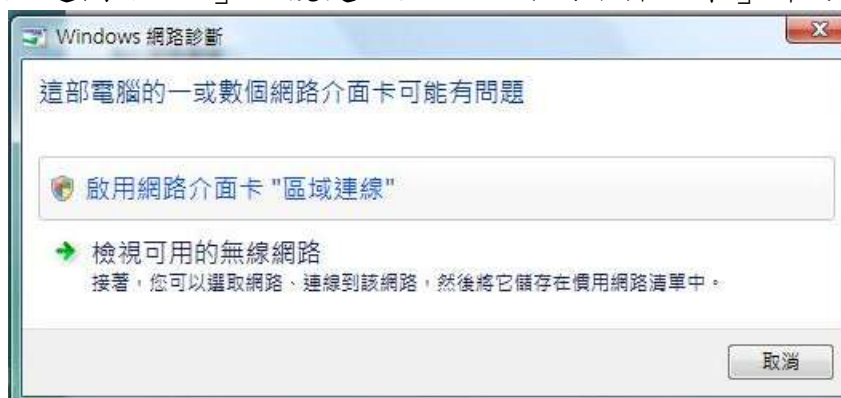 Windows 網路診斷
這部電腦的一或數個網路介面卡可能有問題
啟用網路介面卡 "區域連線"
檢視可用的無線網路
接著，您可以選取網路、連線到該網路，然後將它儲存在慣用網路清單中。
取消